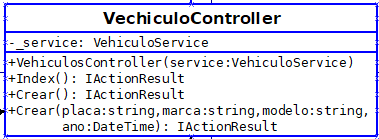 VechiculoController
-_service: VehiculoService
+VehiculosController(service:VehiculoService)
+Index(): IActionResult
+Crear(): IActionResult
+Crear(placa:string,marca:string,modelo:string,
ano:DateTime): IActionResult